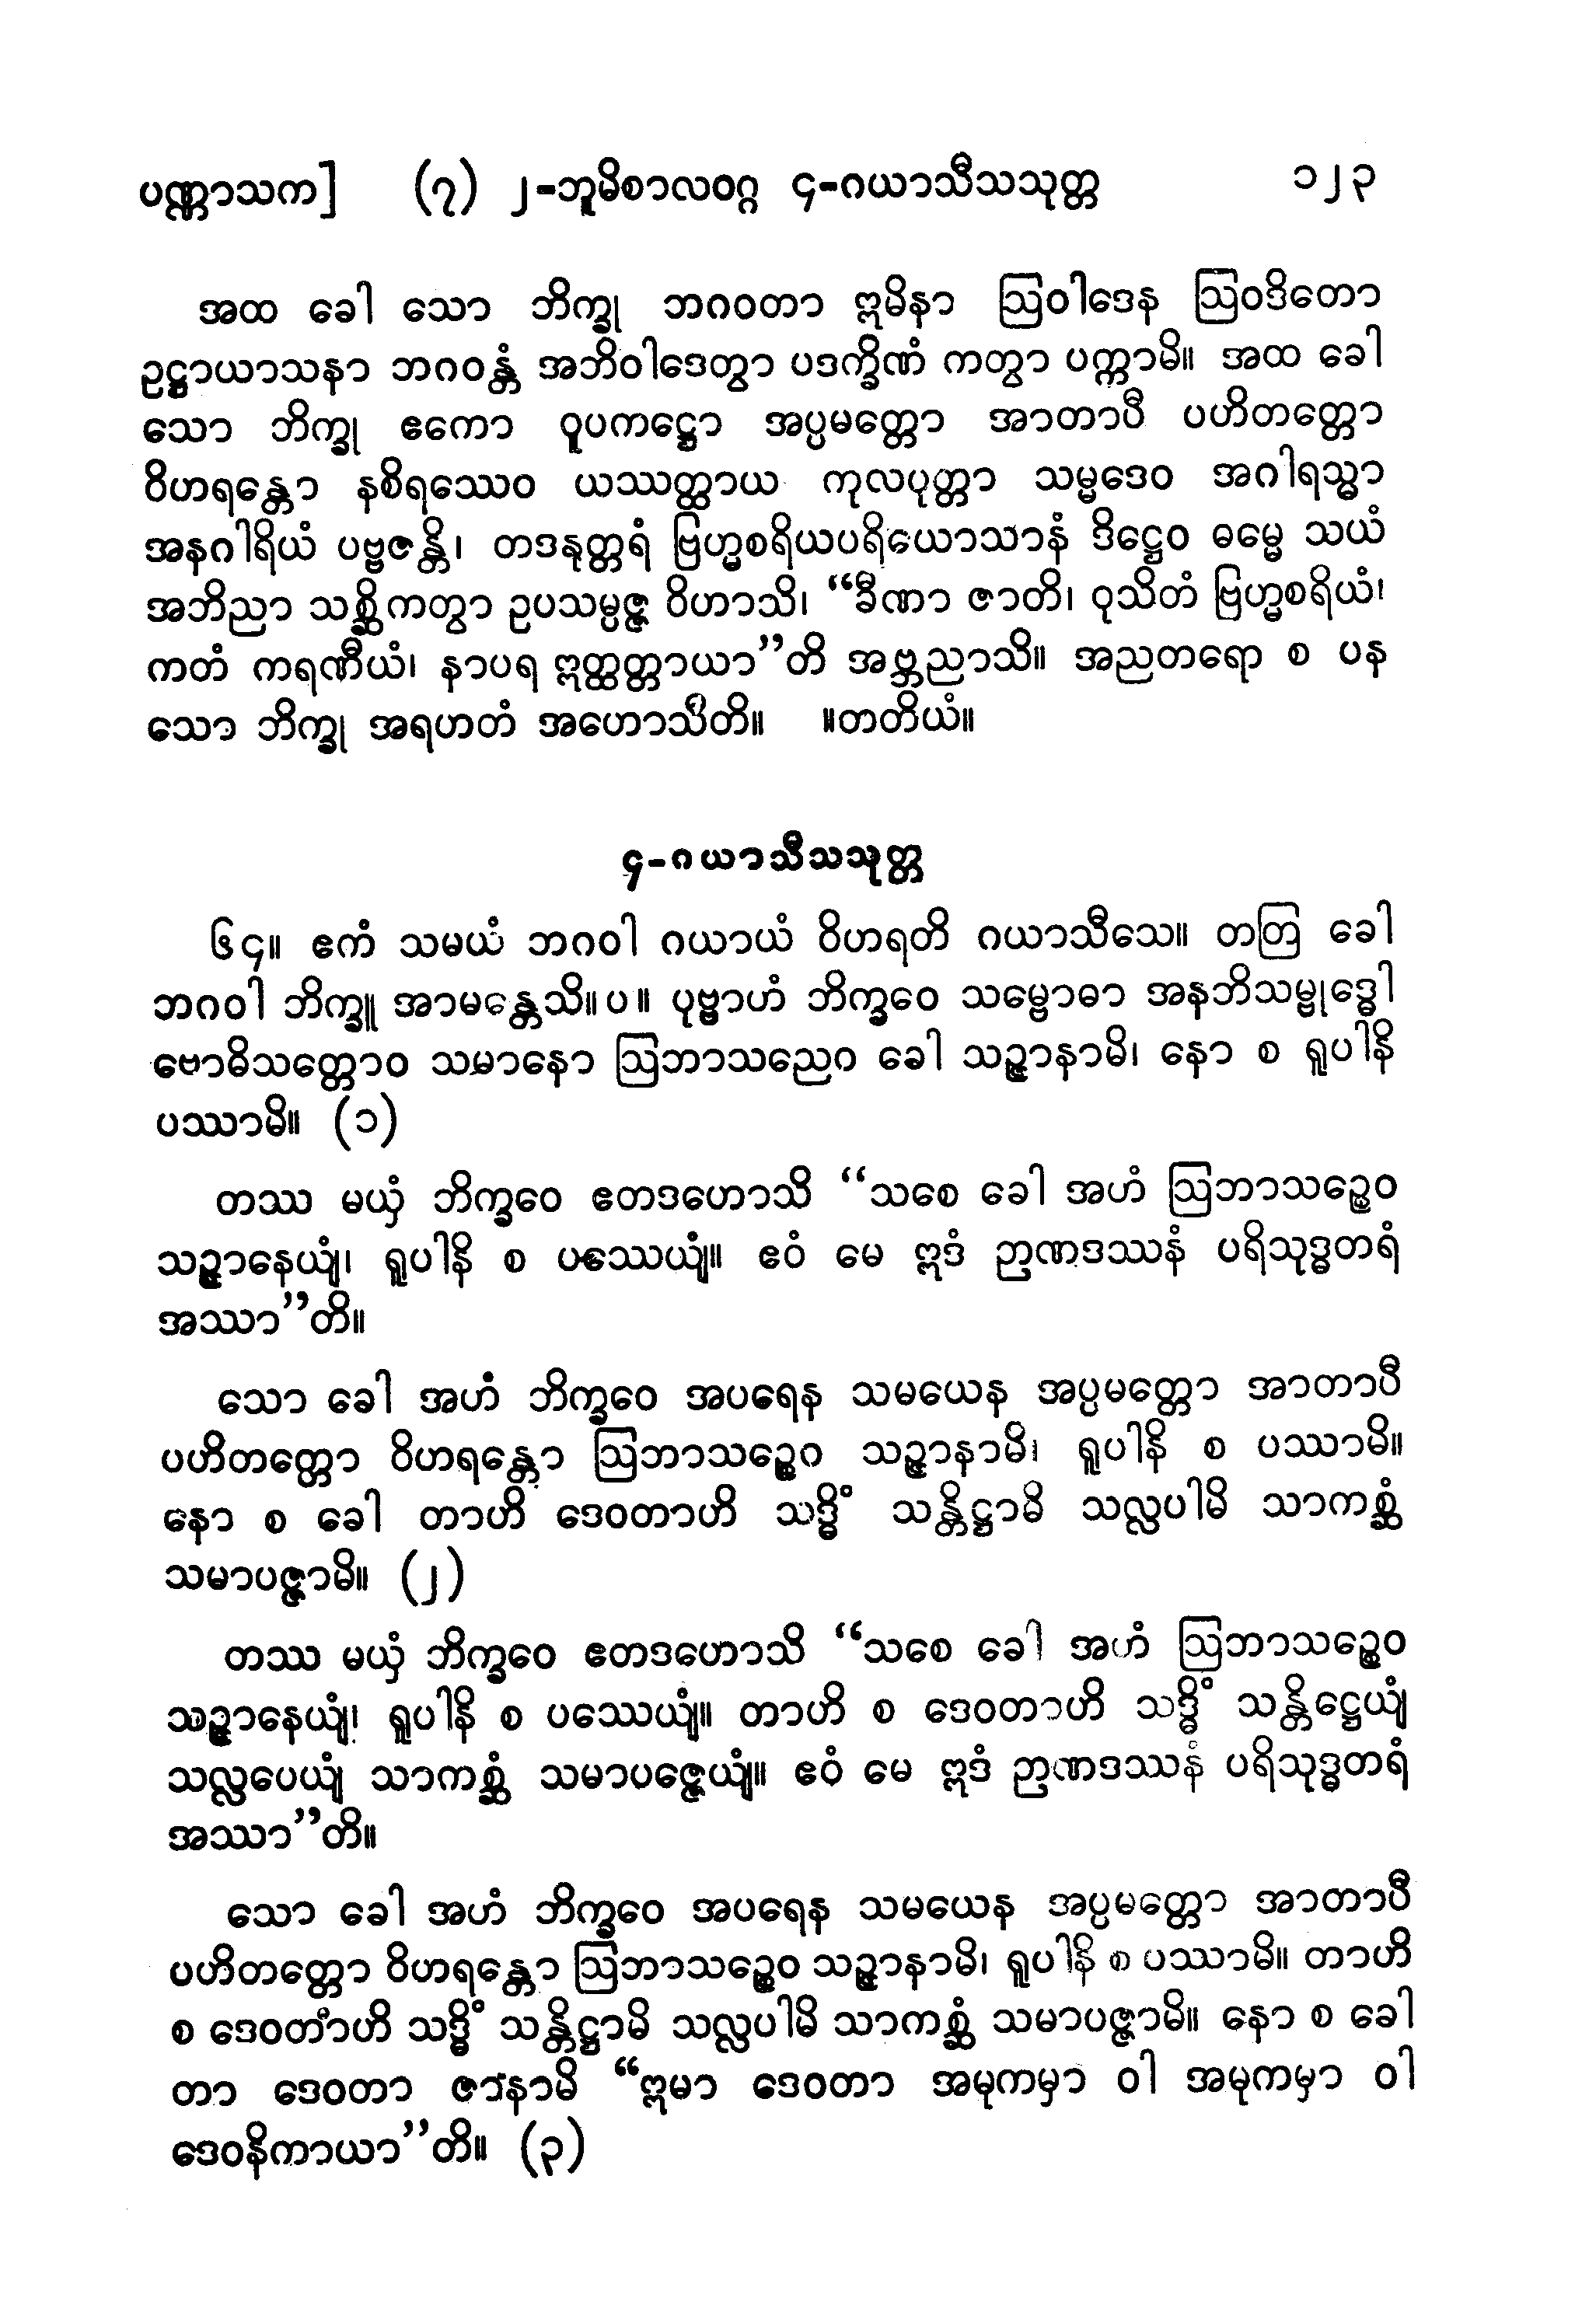 ပဏ္ဏာသက] (၇) ၂-ဘူမိစာလဝဂ္ဂ ၄-ဂယာသီသသုတ္တ ၁၂၃
အထ ခေါ သော ဘိက္ခု ဘဂဝတာ ဣမိနာ ဩဝါဒေန ဩဝဒိတော
ဥဋ္ဌာယာသနာ ဘဂဝန္တံ အဘိဝါဒေတွာ ပဒက္ခိဏံ ကတွာ ပက္ကာမိ။ အထ ခေါ
သော ဘိက္ခု ဧကော ဝူပကဋ္ဌော အပ္ပမတ္တော အာတာပီ ပဟိတတ္တော
ဝိဟရန္တော နစိရဿေဝ ယဿတ္ထာယ ကုလပုတ္တာ သမ္မဒေဝ အဂါရသ္မာ
အနဂါရိယံ ပဗ္ဗဇန္တိ၊ တဒနုတ္တရံ ဗြဟ္မစရိယပရိယောသာနံ ဒိဋ္ဌေဝ ဓမ္မေ သယံ
အဘိညာ သစ္ဆိကတွာ ဥပသမ္ပဇ္ဇ ဝိဟာသိ၊ “ခီဏာ ဇာတိ၊ ဝုသိတံ ဗြဟ္မစရိယံ၊
ကတံ ကရဏီယံ၊ နာပရ ဣတ္ထတ္တာယာ”တိ အဗ္ဘညာသိ။ အညတရော စ ပန
သော ဘိက္ခု အရဟတံ အဟောသီတိ။ ။တတိယံ။
၄-ဂယာသီသသုတ္တ
၆၄။ ဧကံ သမယံ ဘဂဝါ ဂယာယံ ဝိဟရတိ ဂယာသီသေ။ တတြ ခေါ
ဘဂဝါ ဘိက္ခူ အာမန္တေသိ။ပ။ ပုဗ္ဗာဟံ ဘိက္ခဝေ သမ္ဗောဓာ အနဘိသမ္ဗုဒ္ဓေါ
ဗောဓိသတ္တောဝ သမာနော ဩဘာသညေဂ ခေါ သဉ္ဇာနာမိ၊ နော စ ရူပါနိ
ပဿာမိ။ (၁)
တဿ မယှံ ဘိက္ခဝေ ဧတဒဟောသိ “သစေ ခေါ အဟံ ဩဘာသဉ္စေဝ
သဉ္ဇာနေယျံ၊ ရူပါနိ စ ပဿေယျံ။ ဧဝံ မေ ဣဒံ ဉာဏဒဿနံ ပရိသုဒ္ဓတရံ
အဿာ”တိ။
သော ခေါ အဟံ ဘိက္ခဝေ အပရေန သမယေန အပ္ပမတ္တော အာတာပီ
ပဟိတတ္တော ဝိဟရန္တော ဩဘာသဉ္စေဂ သဉ္ဇာနာမိ၊ ရူပါနိ စ ပဿာမိ။
နော စ ခေါ တာဟိ ဒေဝတာဟိ သဒ္ဓိံ သန္တိဋ္ဌာမိ သလ္လပါမိ သာကစ္ဆံ
သမာပဇ္ဇာမိ။ (၂)
တဿ မယှံ ဘိက္ခဝေ ဧတဒဟောသိ “သစေ ခေါ အဟံ ဩဘာသဉ္စေဝ
သဉ္ဇာနေယျံ၊ ရူပါနိ စ ပဿေယျံ။ တာဟိ စ ဒေဝတာဟိ သဒ္ဓိံ သန္တိဋ္ဌေယျံ
သလ္လပေယျံ သာကစ္ဆံ သမာပဇ္ဇေယျံ။ ဧဝံ မေ ဣဒံ ဉာဏဒဿနံ ပရိသုဒ္ဓတရံ
အဿာ”တိ။
သော ခေါ အဟံ ဘိက္ခဝေ အပရေန သမယေန အပ္ပမတ္တော အာတာပီ
ပဟိတတ္တော ဝိဟရန္တော ဩဘာသဉ္စေဝ သဉ္ဇာနာမိ၊ ရူပါနိ စ ပဿာမိ။ တာဟိ
စ ဒေဝတာဟိ သဒ္ဓိံ သန္တိဋ္ဌာမိ သလ္လပါမိ သာကစ္ဆံ သမာပဇ္ဇာမိ။ နော စ ခေါ
တာ ဒေဝတာ ဇာနာမိ “ဣမာ ဒေဝတာ အမုကမှာ ဝါ အမုကမှာ ဝါ
ဒေဝနိကာယာ”တိ။ (၃)